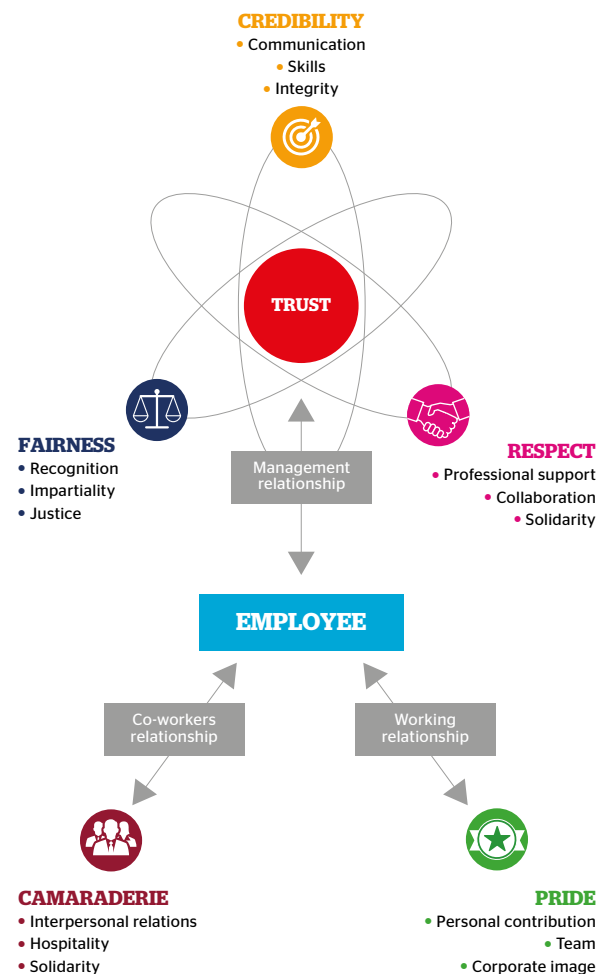 CREDIBILITY
• Communication
• Skills
• Integrity
TRUST
FAIRNESS
• Recognition
• Impartiality
• Justice
RESPECT
• Professional support
• Collaboration
• Solidarity
Management
relationship
EMPLOYEE
Co-workers
relationship
Working
relationship
CAMARADERIE
• Interpersonal relations
• Hospitality
• Solidarity
PRIDE
• Personal contribution
• Team
• Corporate image